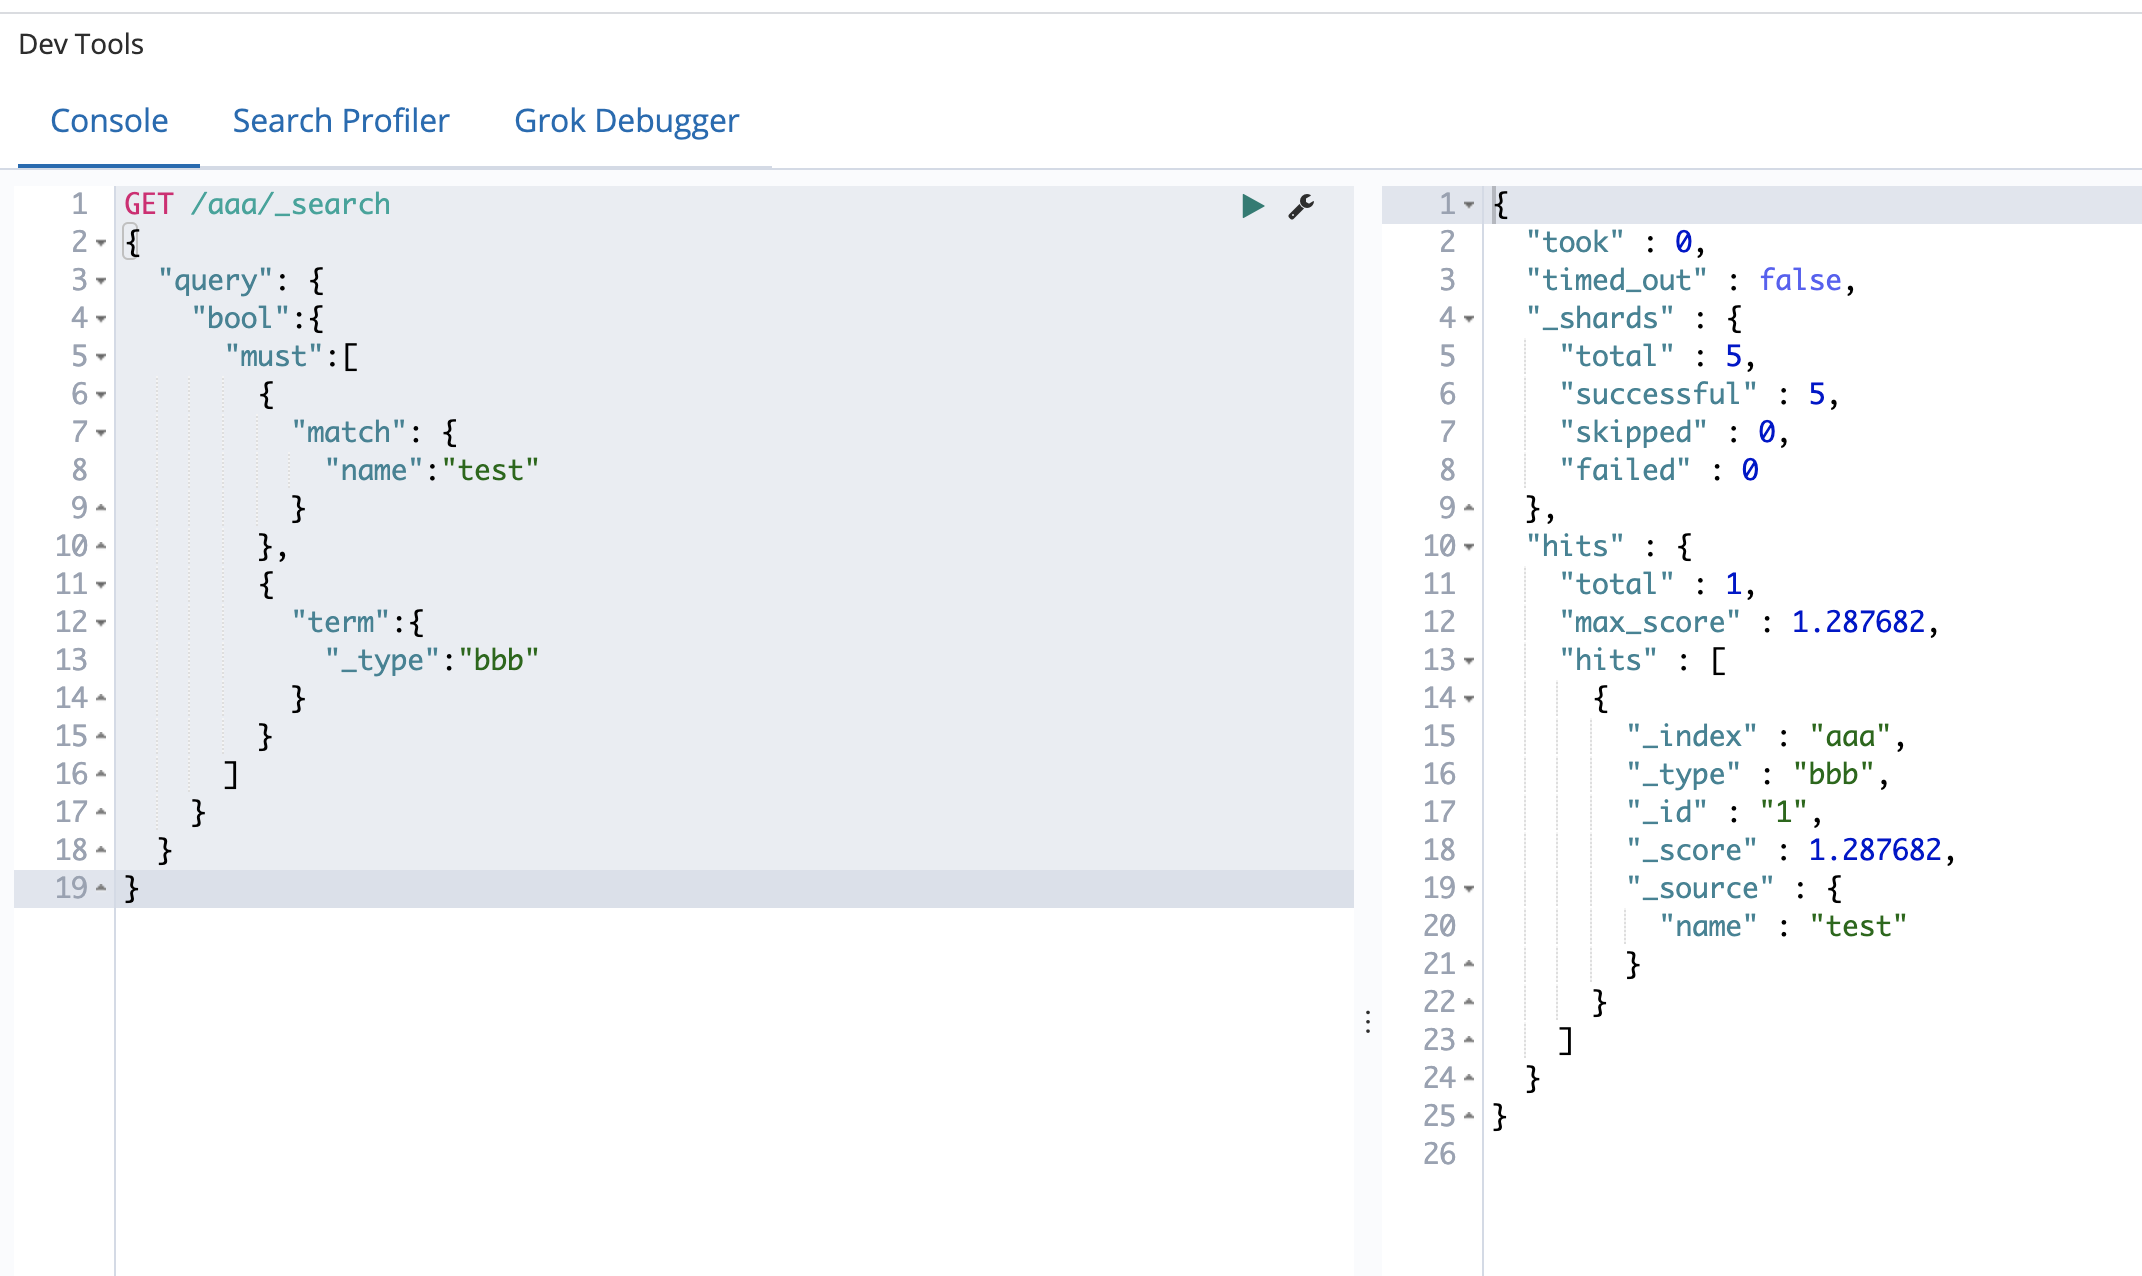 Dev Tools
Console Search Profiler Grok Debugger
1 GET /aaa/_search
2 {
3   "query": {
4     "bool":{
5       "must":[
6         {
7           "match": {
8             "name":"test"
9           }
10         },
11         {
12           "term":{
13             "_type":"bbb"
14           }
15         }
16       ]
17     }
18   }
19 }
1 {
2   "took" : 0,
3   "timed_out" : false,
4   "_shards" : {
5     "total" : 5,
6     "successful" : 5,
7     "skipped" : 0,
8     "failed" : 0
9   },
10   "hits" : {
11     "total" : 1,
12     "max_score" : 1.287682,
13     "hits" : [
14       {
15         "_index" : "aaa",
16         "_type" : "bbb",
17         "_id" : "1",
18         "_score" : 1.287682,
19         "_source" : {
20           "name" : "test"
21         }
22       }
23     ]
24   }
25 }
26